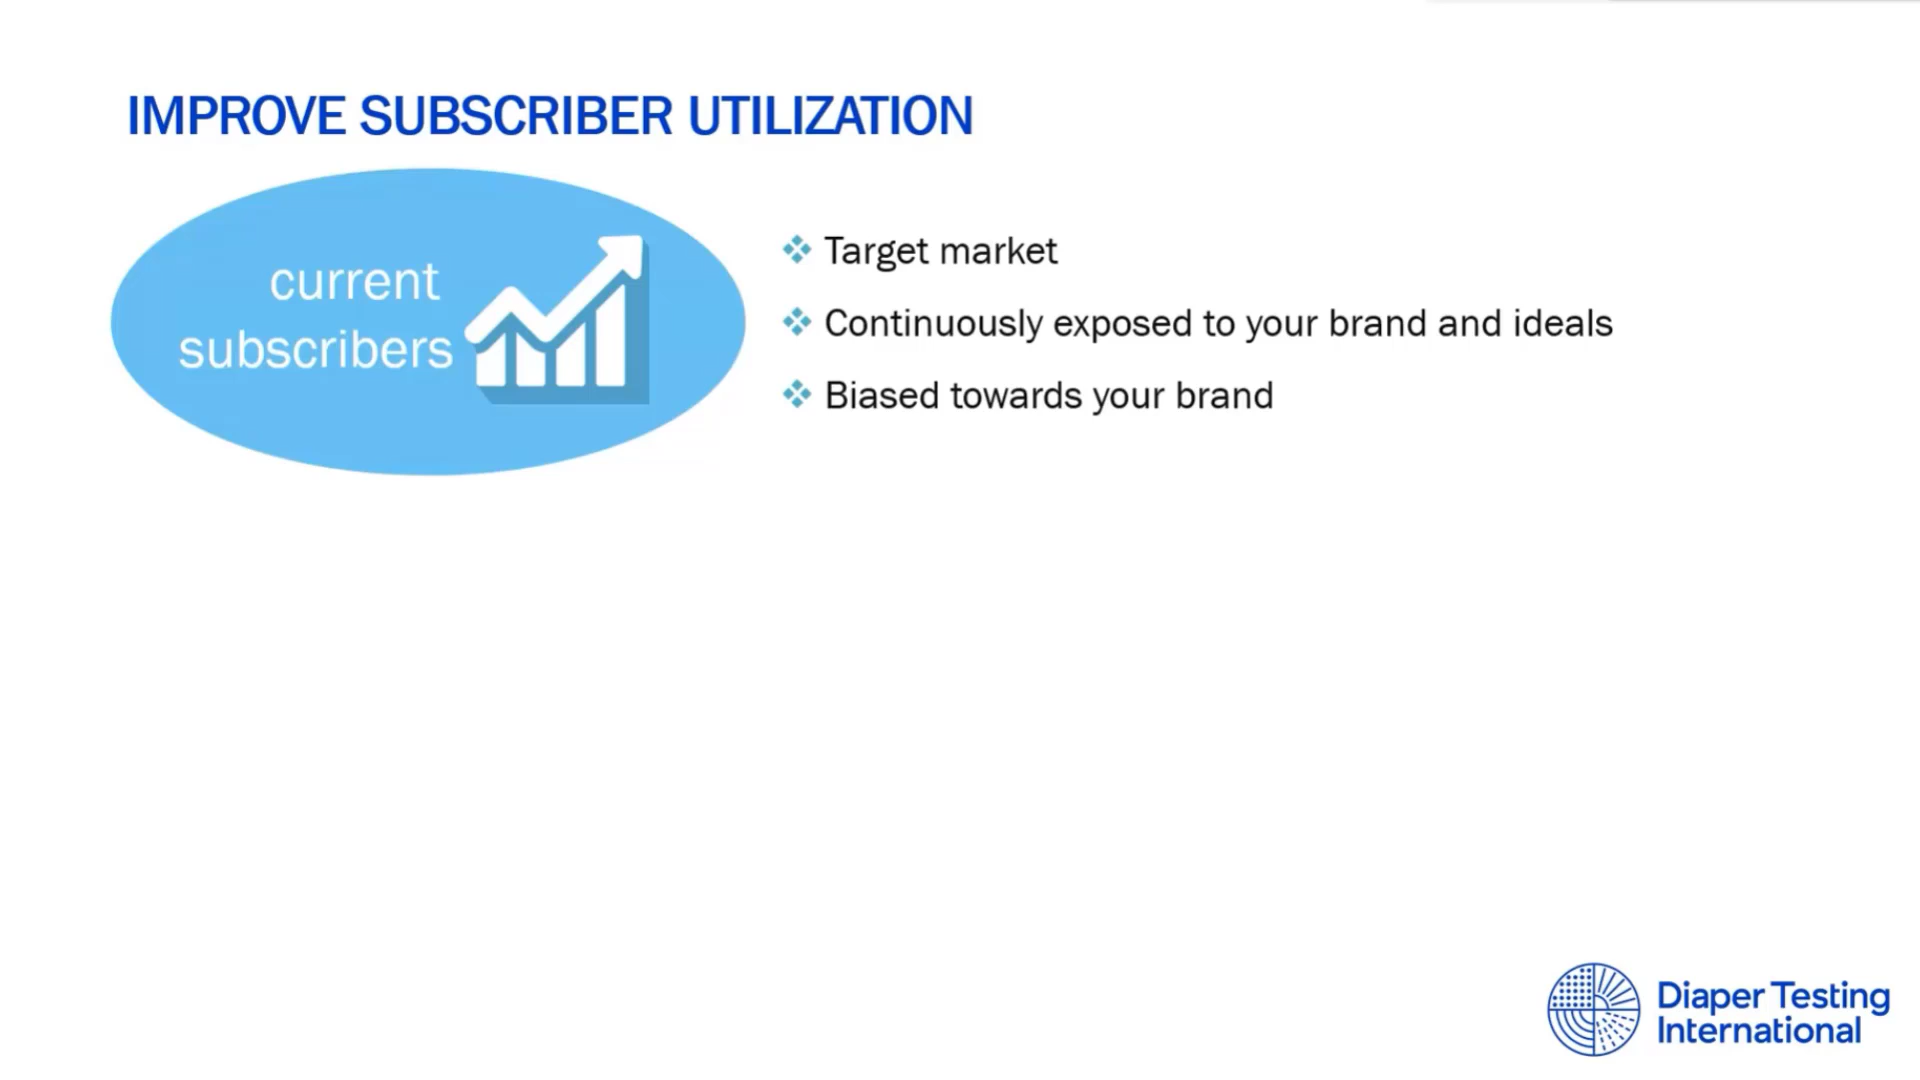 IMPROVE SUBSCRIBER UTILIZATION
current
subscribers
Target market
Continuously exposed to your brand and ideals
Biased towards your brand
Diaper Testing
International